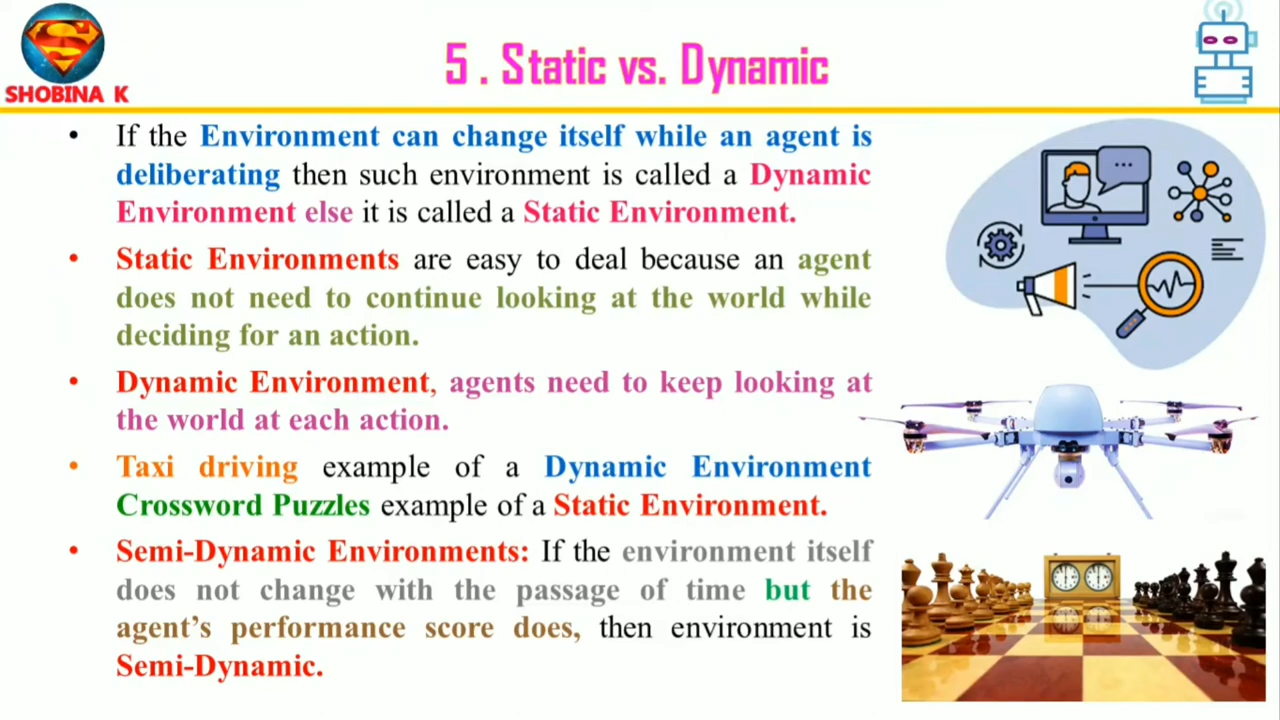 SHOBINA K
5 . Static vs. Dynamic
• If the Environment can change itself while an agent is
deliberating then such environment is called a Dynamic
Environment else it is called a Static Environment.
• Static Environments are easy to deal because an agent
does not need to continue looking at the world while
deciding for an action.
• Dynamic Environment, agents need to keep looking at
the world at each action.
• Taxi driving example of a Dynamic Environment
Crossword Puzzles example of a Static Environment.
• Semi-Dynamic Environments: If the environment itself
does not change with the passage of time but the
agent’s performance score does, then environment is
Semi-Dynamic.